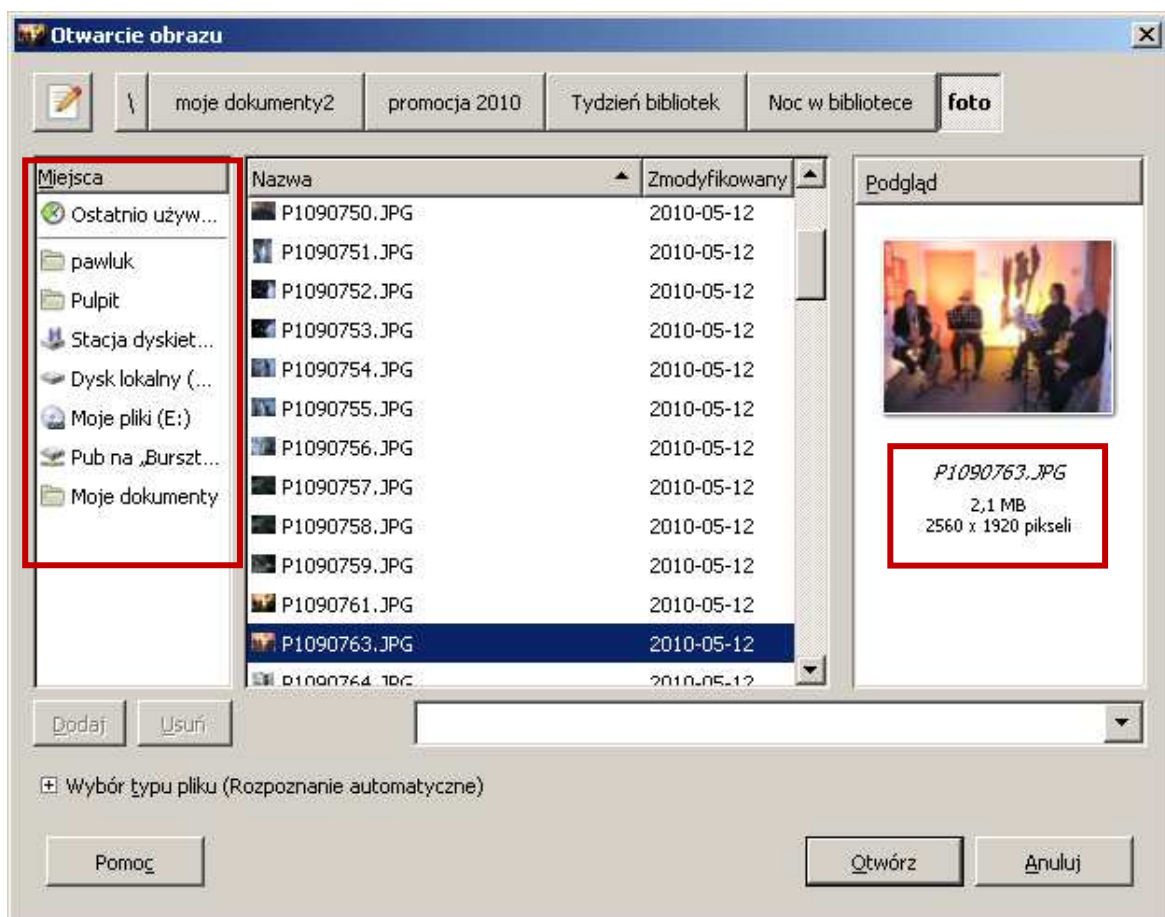 Otwarcie obrazu
\ moje dokumenty2 promocja 2010 Tydzień bibliotek Noc w bibliotece foto
Miejsca
Ostatnio używ...
pawluk
Pulpit
Stacja dyskiet...
Dysk lokalny (...
Moje pliki (E:)
Pub na „Burszt...
Moje dokumenty
Nazwa Zmodyfikowany
P1090750.JPG 2010-05-12
P1090751.JPG 2010-05-12
P1090752.JPG 2010-05-12
P1090753.JPG 2010-05-12
P1090754.JPG 2010-05-12
P1090755.JPG 2010-05-12
P1090756.JPG 2010-05-12
P1090757.JPG 2010-05-12
P1090758.JPG 2010-05-12
P1090759.JPG 2010-05-12
P1090761.JPG 2010-05-12
P1090763.JPG 2010-05-12
P1090764.JPG 2010-05-12
Podgląd
P1090763.JPG
2,1 MB
2560 x 1920 pikseli
Dodaj Usuń
Wybór typu pliku (Rozpoznanie automatyczne)
Pomoc Otwórz Anuluj